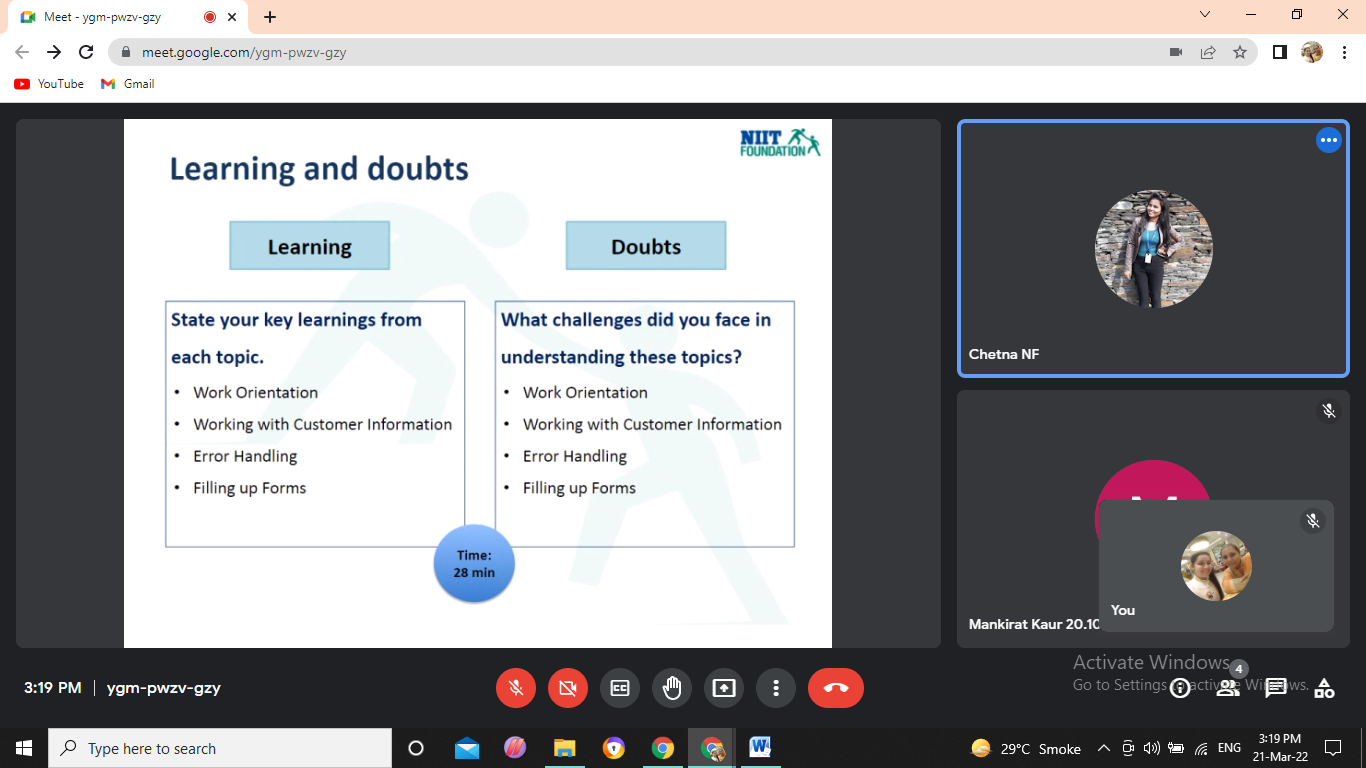 Meet - ygm-pwzv-gzy
meet.google.com/ygm-pwzv-gzy
YouTube
Gmail
NIIT
FOUNDATION
Learning and doubts
Learning
Doubts
State your key learnings from
each topic.
• Work Orientation
• Working with Customer Information
• Error Handling
• Filling up Forms
What challenges did you face in
understanding these topics?
• Work Orientation
• Working with Customer Information
• Error Handling
• Filling up Forms
Time:
28 min
Chetna NF
Mankirat Kaur 20.10
You
Activate Windows
Go to Settings to activate Windows.
3:19 PM | ygm-pwzv-gzy
CC
4
Type here to search
29°C Smoke
ENG
3:19 PM
21-Mar-22